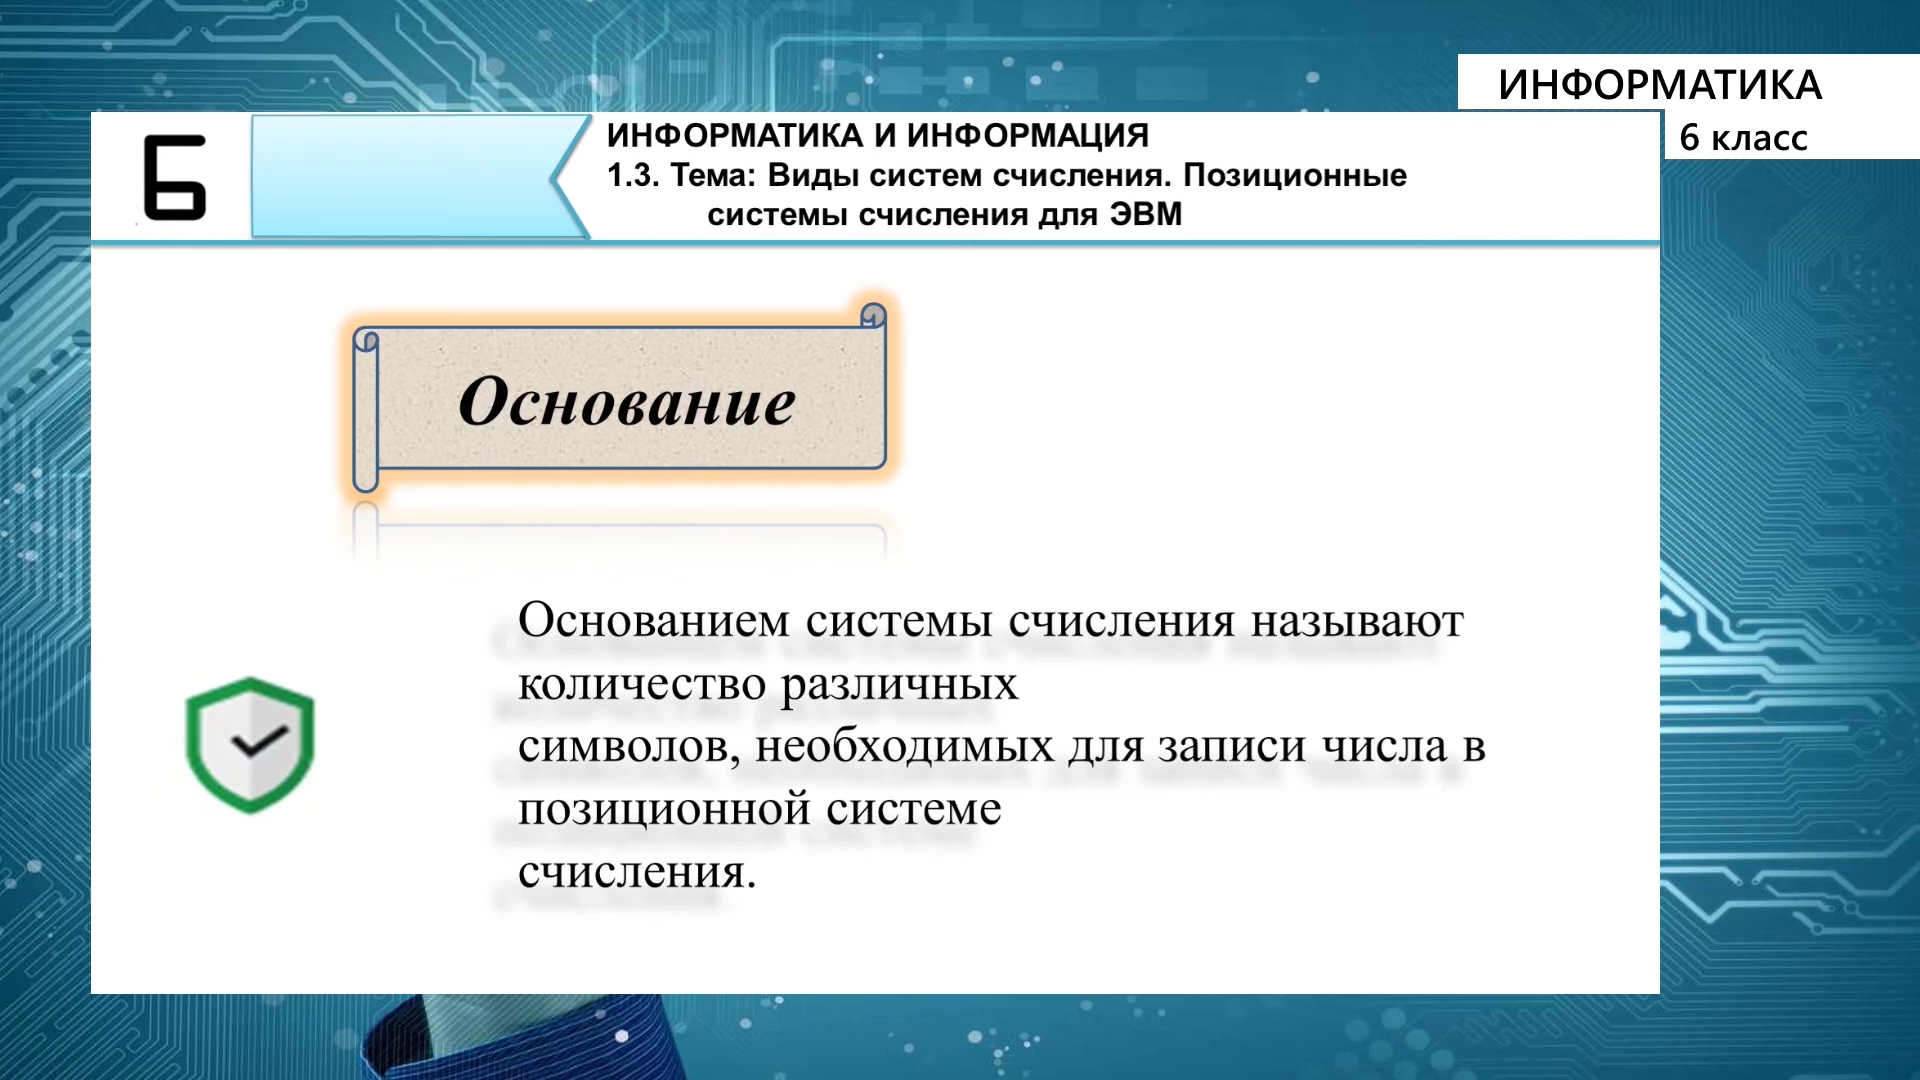 ИНФОРМАТИКА
6 класс
Б
ИНФОРМАТИКА И ИНФОРМАЦИЯ
1.3. Тема: Виды систем счисления. Позиционные
системы счисления для ЭВМ
Основание
Основанием системы счисления называют
количество различных
символов, необходимых для записи числа в
позиционной системе
счисления.